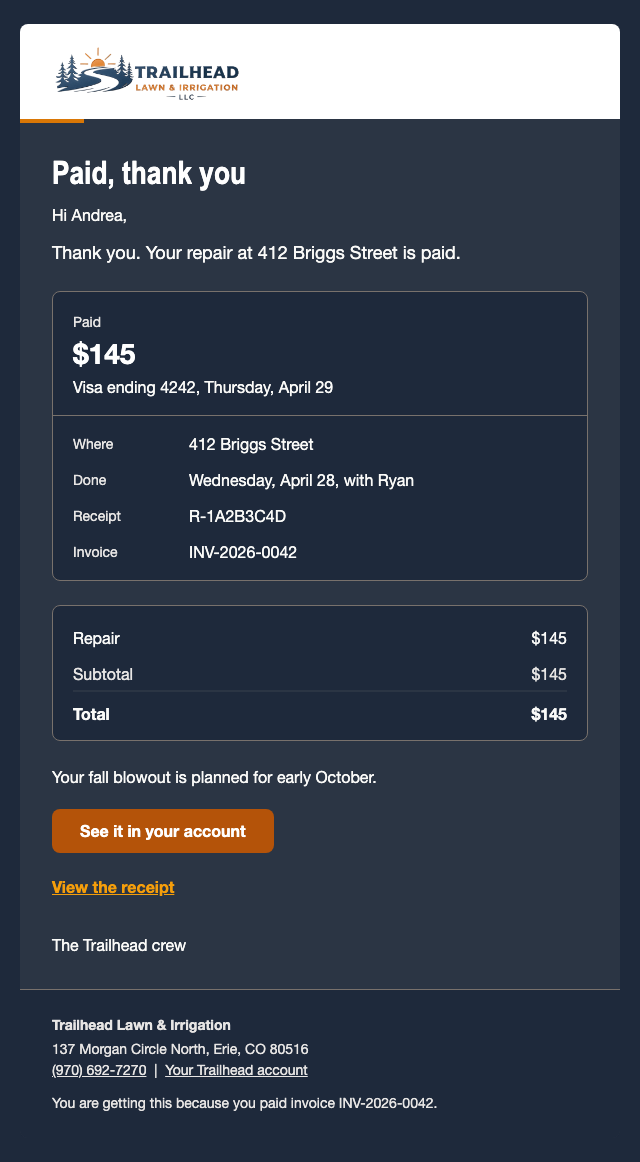 TRAILHEAD
LAWN & IRRIGATION
LLC
Paid, thank you
Hi Andrea,
Thank you. Your repair at 412 Briggs Street is paid.
Paid
$145
Visa ending 4242, Thursday, April 29
Where 412 Briggs Street
Done Wednesday, April 28, with Ryan
Receipt R-1A2B3C4D
Invoice INV-2026-0042
Repair $145
Subtotal $145
Total $145
Your fall blowout is planned for early October.
See it in your account
View the receipt
The Trailhead crew
Trailhead Lawn & Irrigation
137 Morgan Circle North, Erie, CO 80516
(970) 692-7270 | Your Trailhead account
You are getting this because you paid invoice INV-2026-0042.